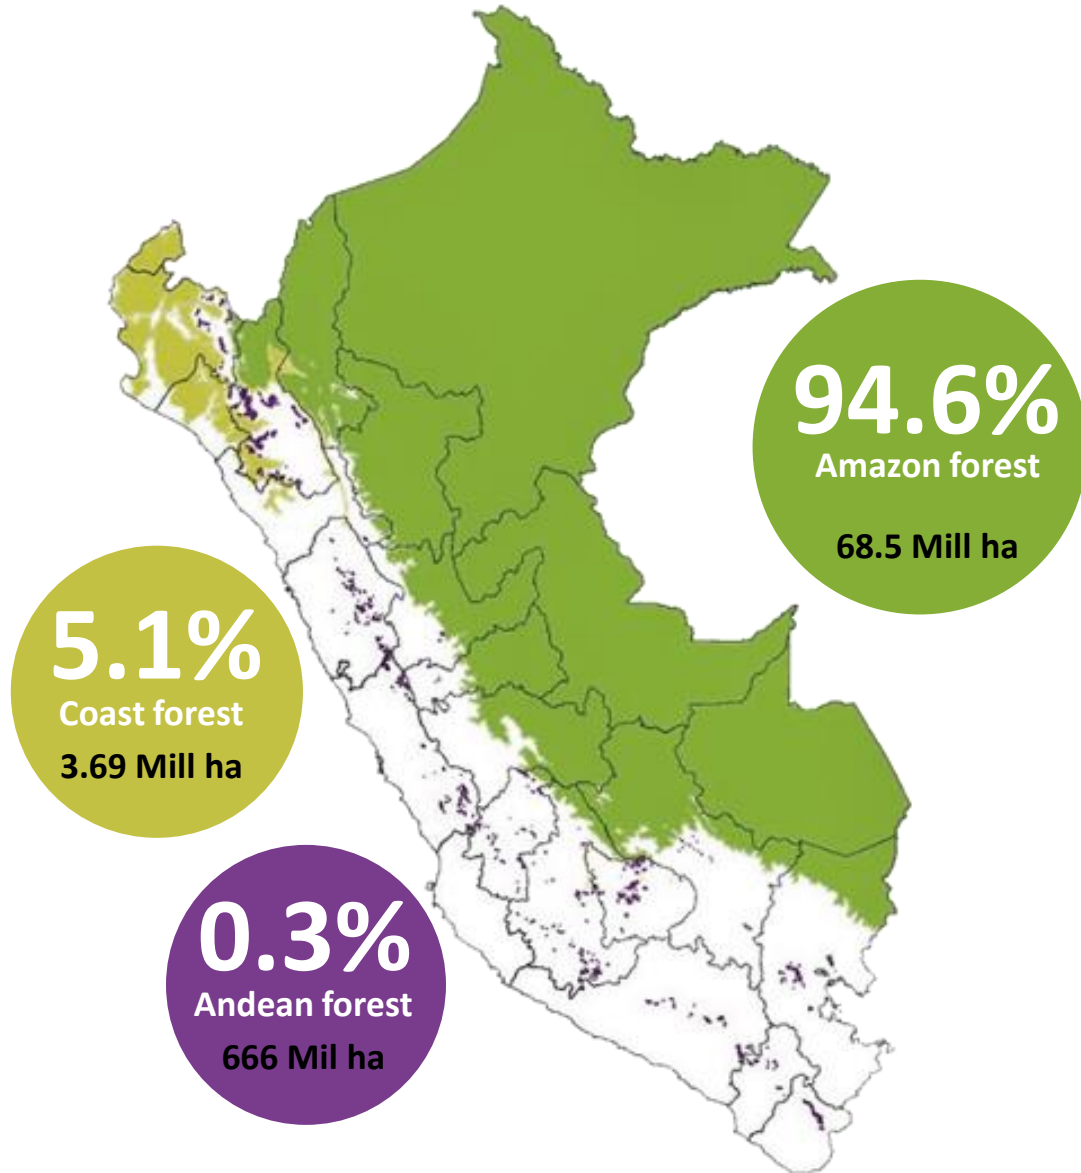 94.6%
Amazon forest
68.5 Mill ha
5.1%
Coast forest
3.69 Mill ha
0.3%
Andean forest
666 Mil ha